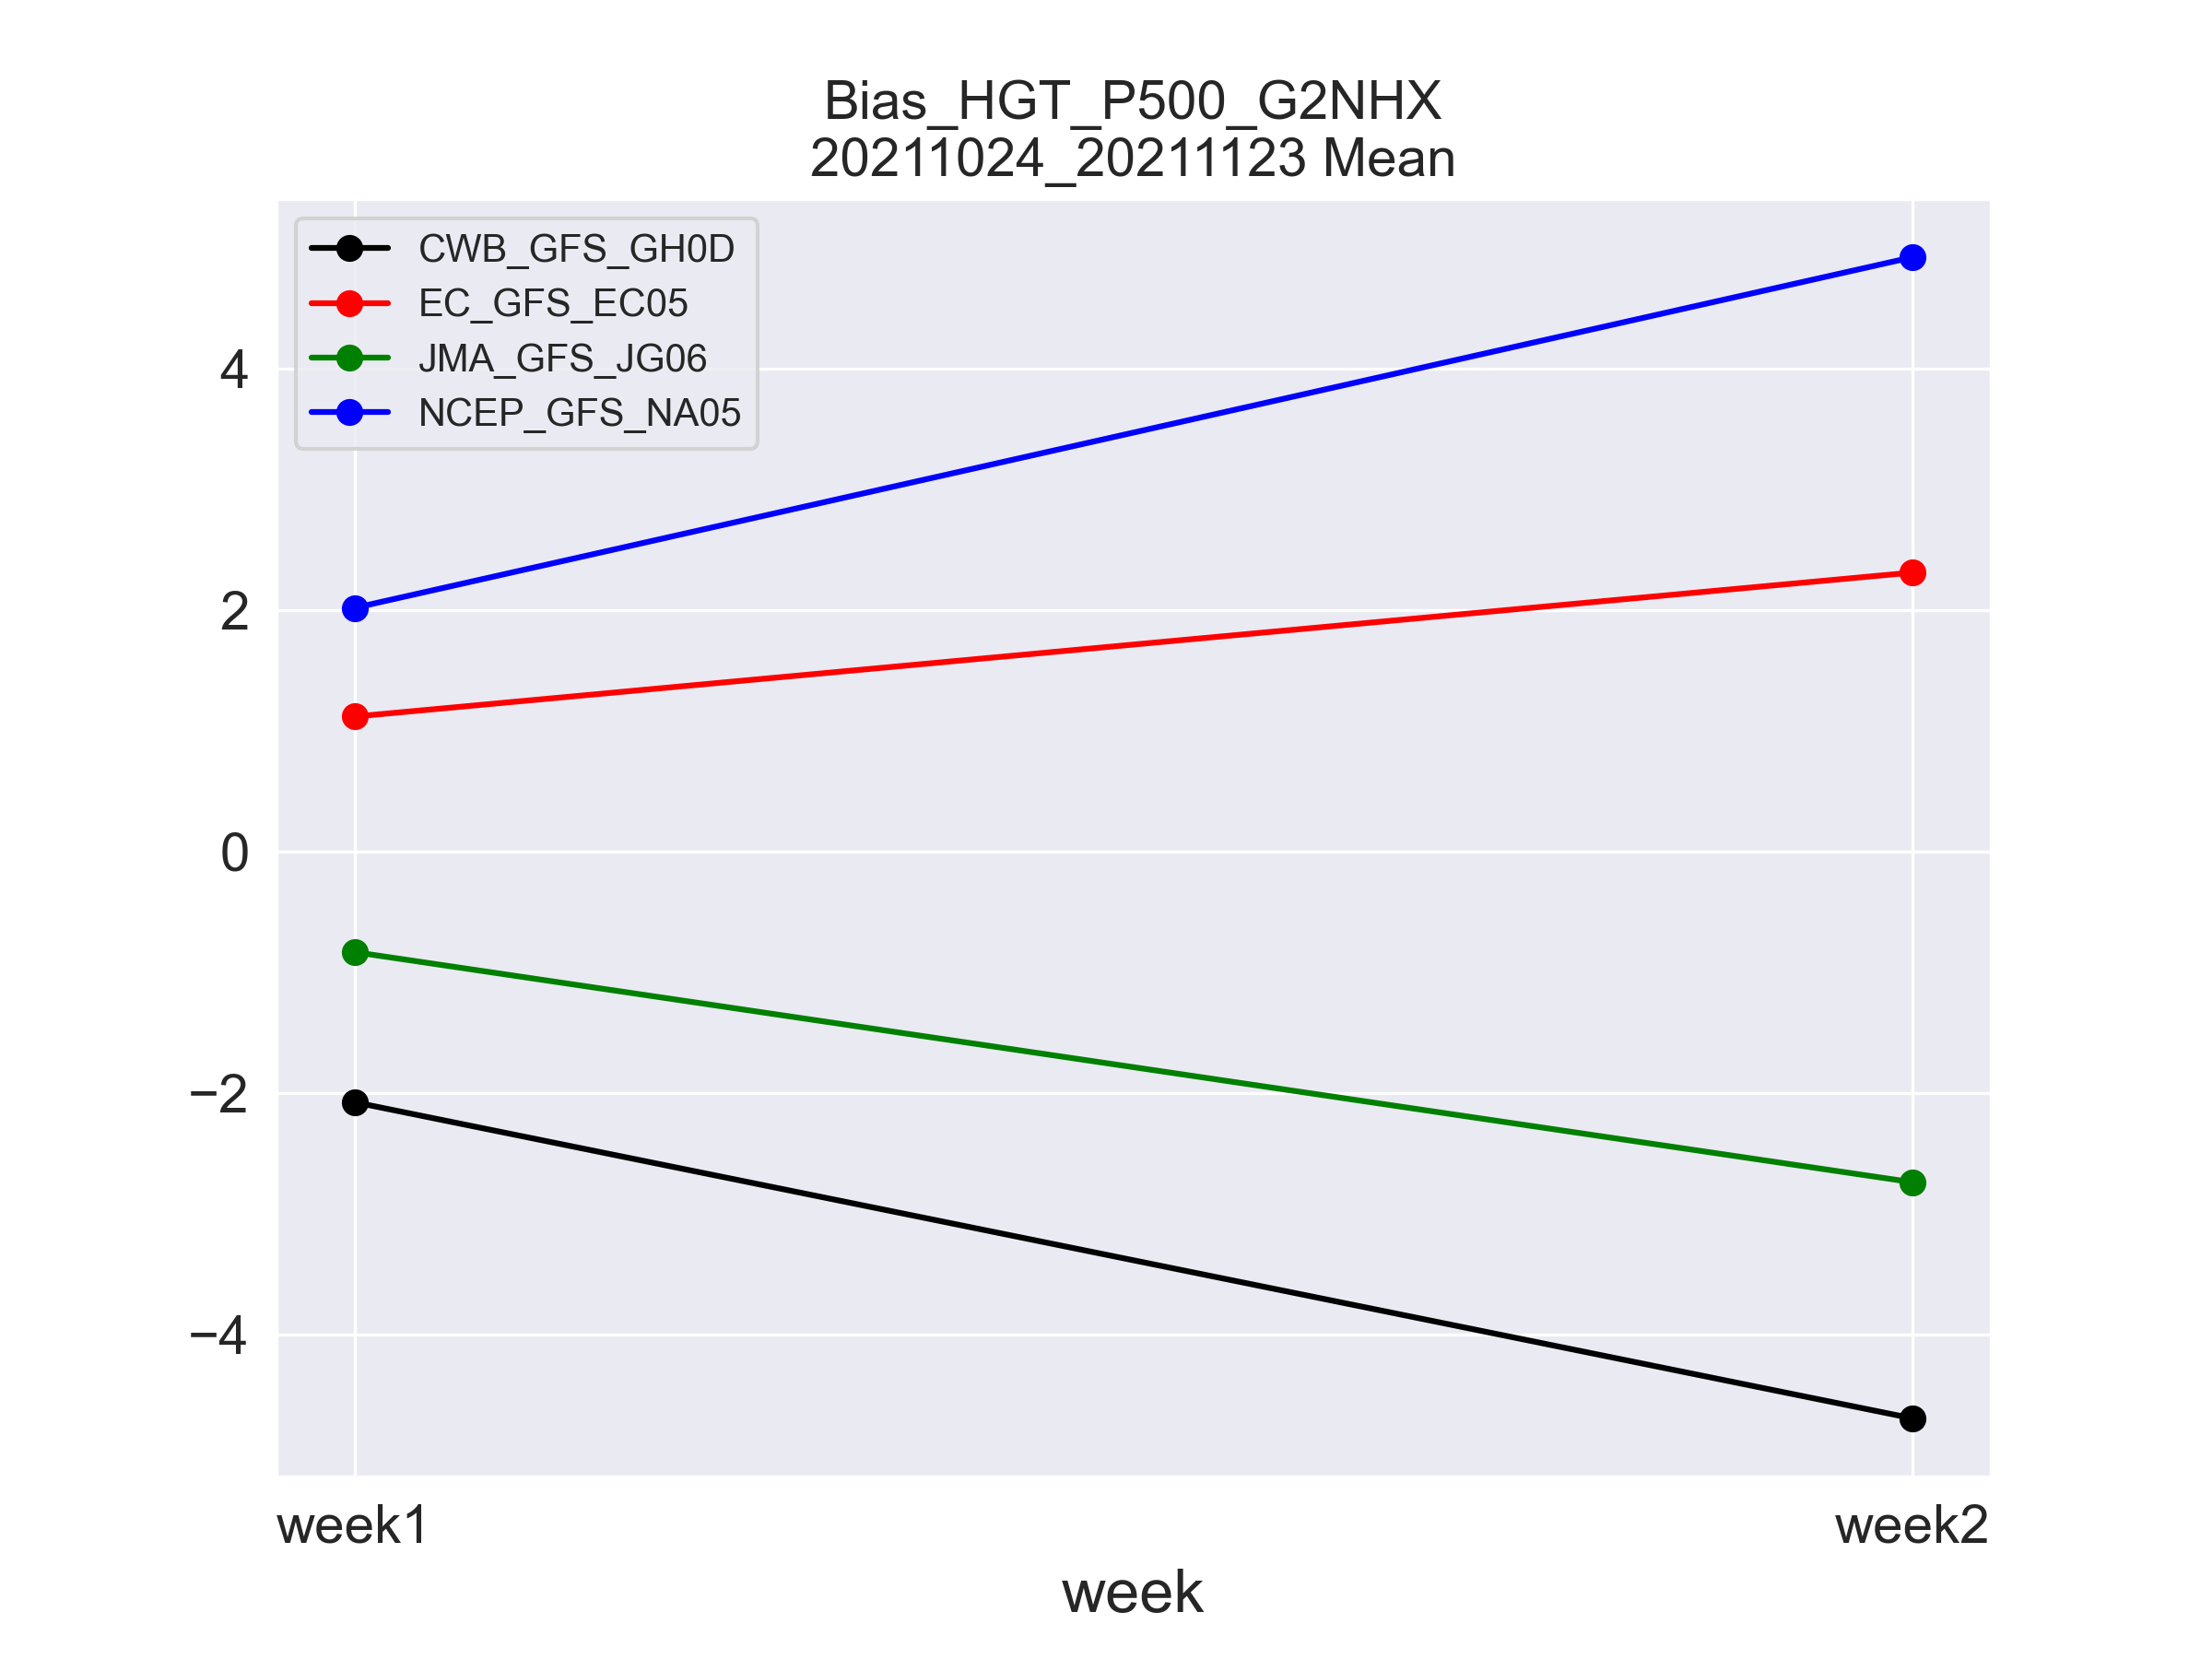 Bias_HGT_P500_G2NHX
20211024_20211123 Mean
CWB_GFS_GH0D
EC_GFS_EC05
JMA_GFS_JG06
NCEP_GFS_NA05
4
2
0
−2
−4
week1
week2
week